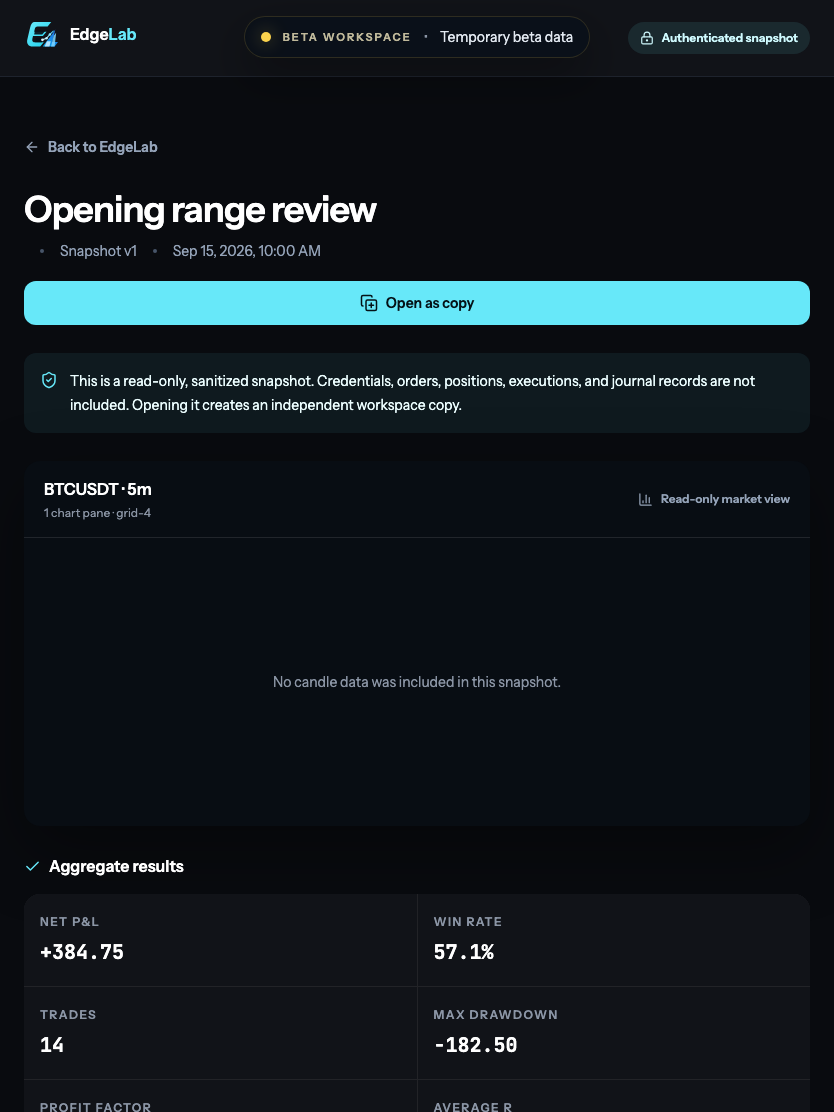 EdgeLab
BETA WORKSPACE • Temporary beta data
Authenticated snapshot
Back to EdgeLab
Opening range review
• Snapshot v1 • Sep 15, 2026, 10:00 AM
Open as copy
This is a read-only, sanitized snapshot. Credentials, orders, positions, executions, and journal records are not
included. Opening it creates an independent workspace copy.
BTCUSDT · 5m
1 chart pane · grid-4
Read-only market view
No candle data was included in this snapshot.
Aggregate results
NET P&L
+384.75
WIN RATE
57.1%
TRADES
14
MAX DRAWDOWN
-182.50
PROFIT FACTOR
AVERAGE R